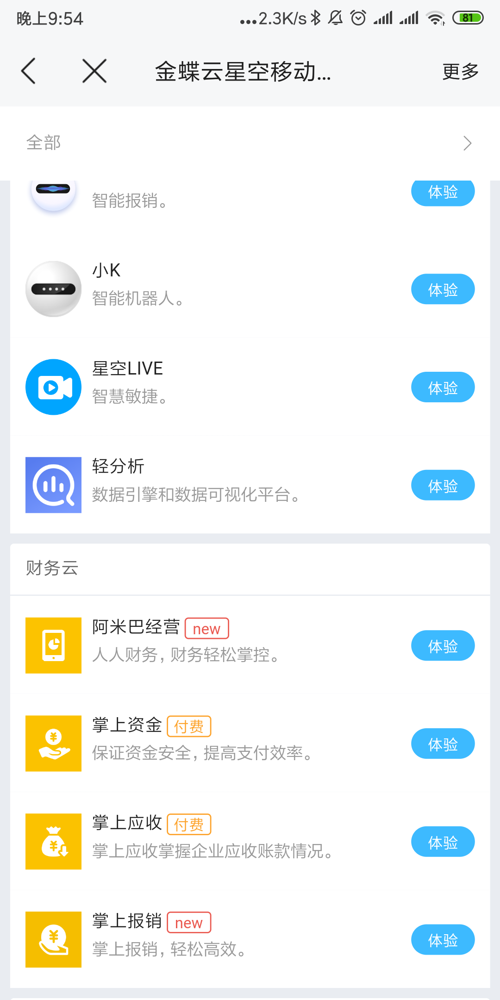 晚上9:54
...2.3K/s
81
金蝶云星空移动...
更多
全部
智能报销。
体验
小K
智能机器人。
体验
星空LIVE
智慧敏捷。
体验
轻分析
数据引擎和数据可视化平台。
体验
财务云
阿米巴经营 new
人人财务，财务轻松掌控。
体验
掌上资金 付费
保证资金安全，提高支付效率。
体验
掌上应收 付费
掌上应收掌握企业应收账款情况。
体验
掌上报销 new
掌上报销，轻松高效。
体验